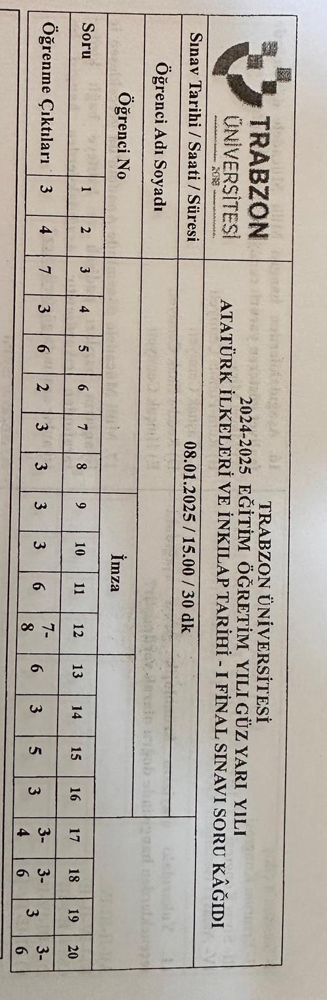 TRABZON
ÜNİVERSİTESİ
2018
TRABZON ÜNİVERSİTESİ
2024-2025 EĞİTİM ÖĞRETİM YILI GÜZ YARI YILI
ATATÜRK İLKELERİ VE İNKILAP TARİHİ - I FİNAL SINAVI SORU KÂĞIDI
Sınav Tarihi / Saati / Süresi 08.01.2025 / 15.00 / 30 dk
Öğrenci Adı Soyadı
Öğrenci No İmza
Soru 1 2 3 4 5 6 7 8 9 10 11 12 13 14 15 16 17 18 19 20
Öğrenme Çıktıları 3 4 7 3 6 2 3 3 3 3 6 7-8 6 3 5 3 3-4 3-6 3 3-6